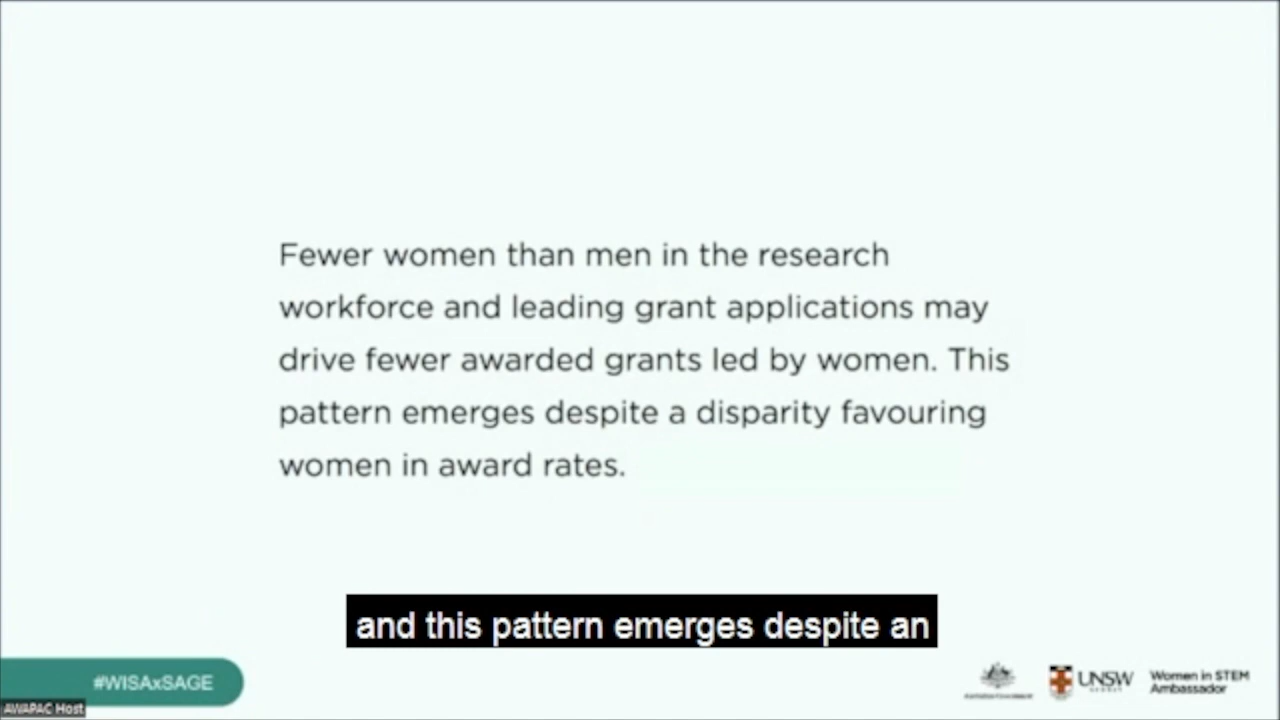 Fewer women than men in the research
workforce and leading grant applications may
drive fewer awarded grants led by women. This
pattern emerges despite a disparity favouring
women in award rates.
and this pattern emerges despite an
#WISAxSAGE
AWAPAC Host
UNSW
SYDNEY
Women in STEM
Ambassador